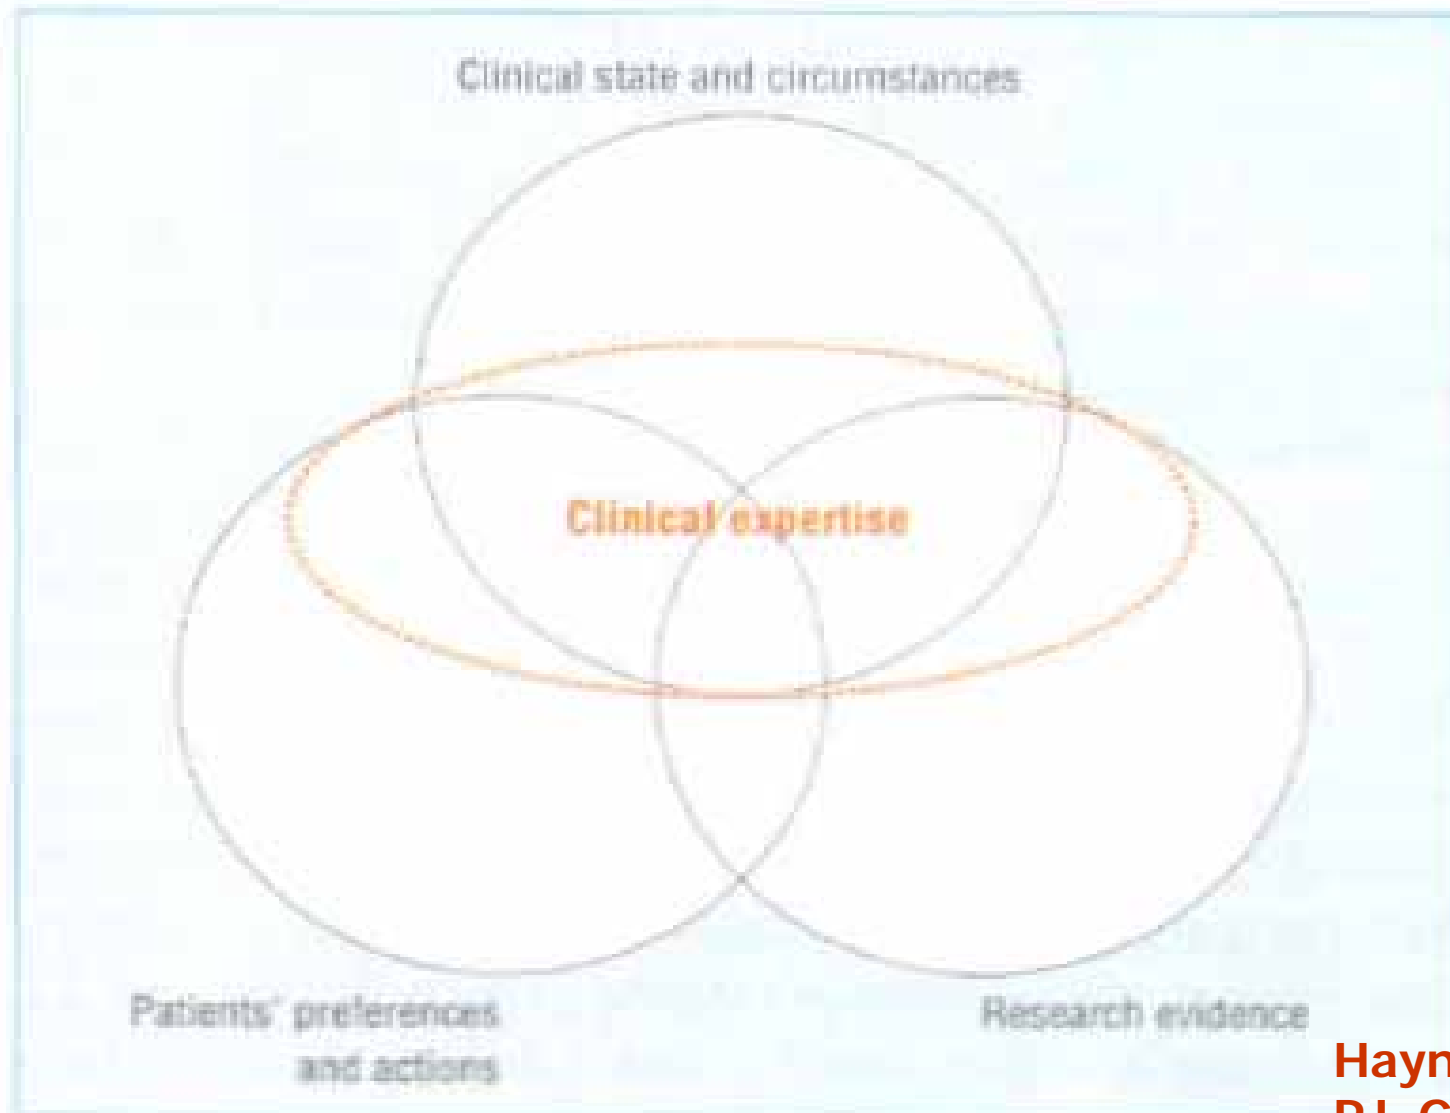 Clinical state and circumstances
Clinical expertise
Patients' preferences
and actions
Research evidence
Hayn